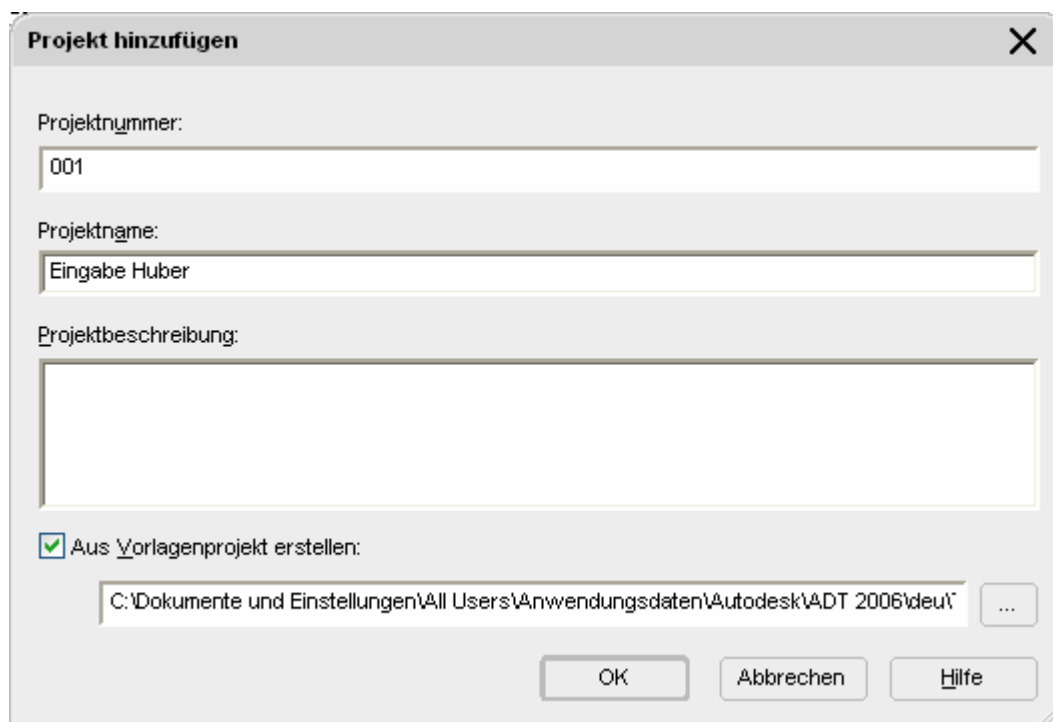 Projekt hinzufügen
Projektnummer:
001
Projektname:
Eingabe Huber
Projektbeschreibung:
Aus Vorlagenprojekt erstellen:
C:\Dokumente und Einstellungen\All Users\Anwendungsdaten\Autodesk\ADT 2006\deu\
...
OK Abbrechen Hilfe